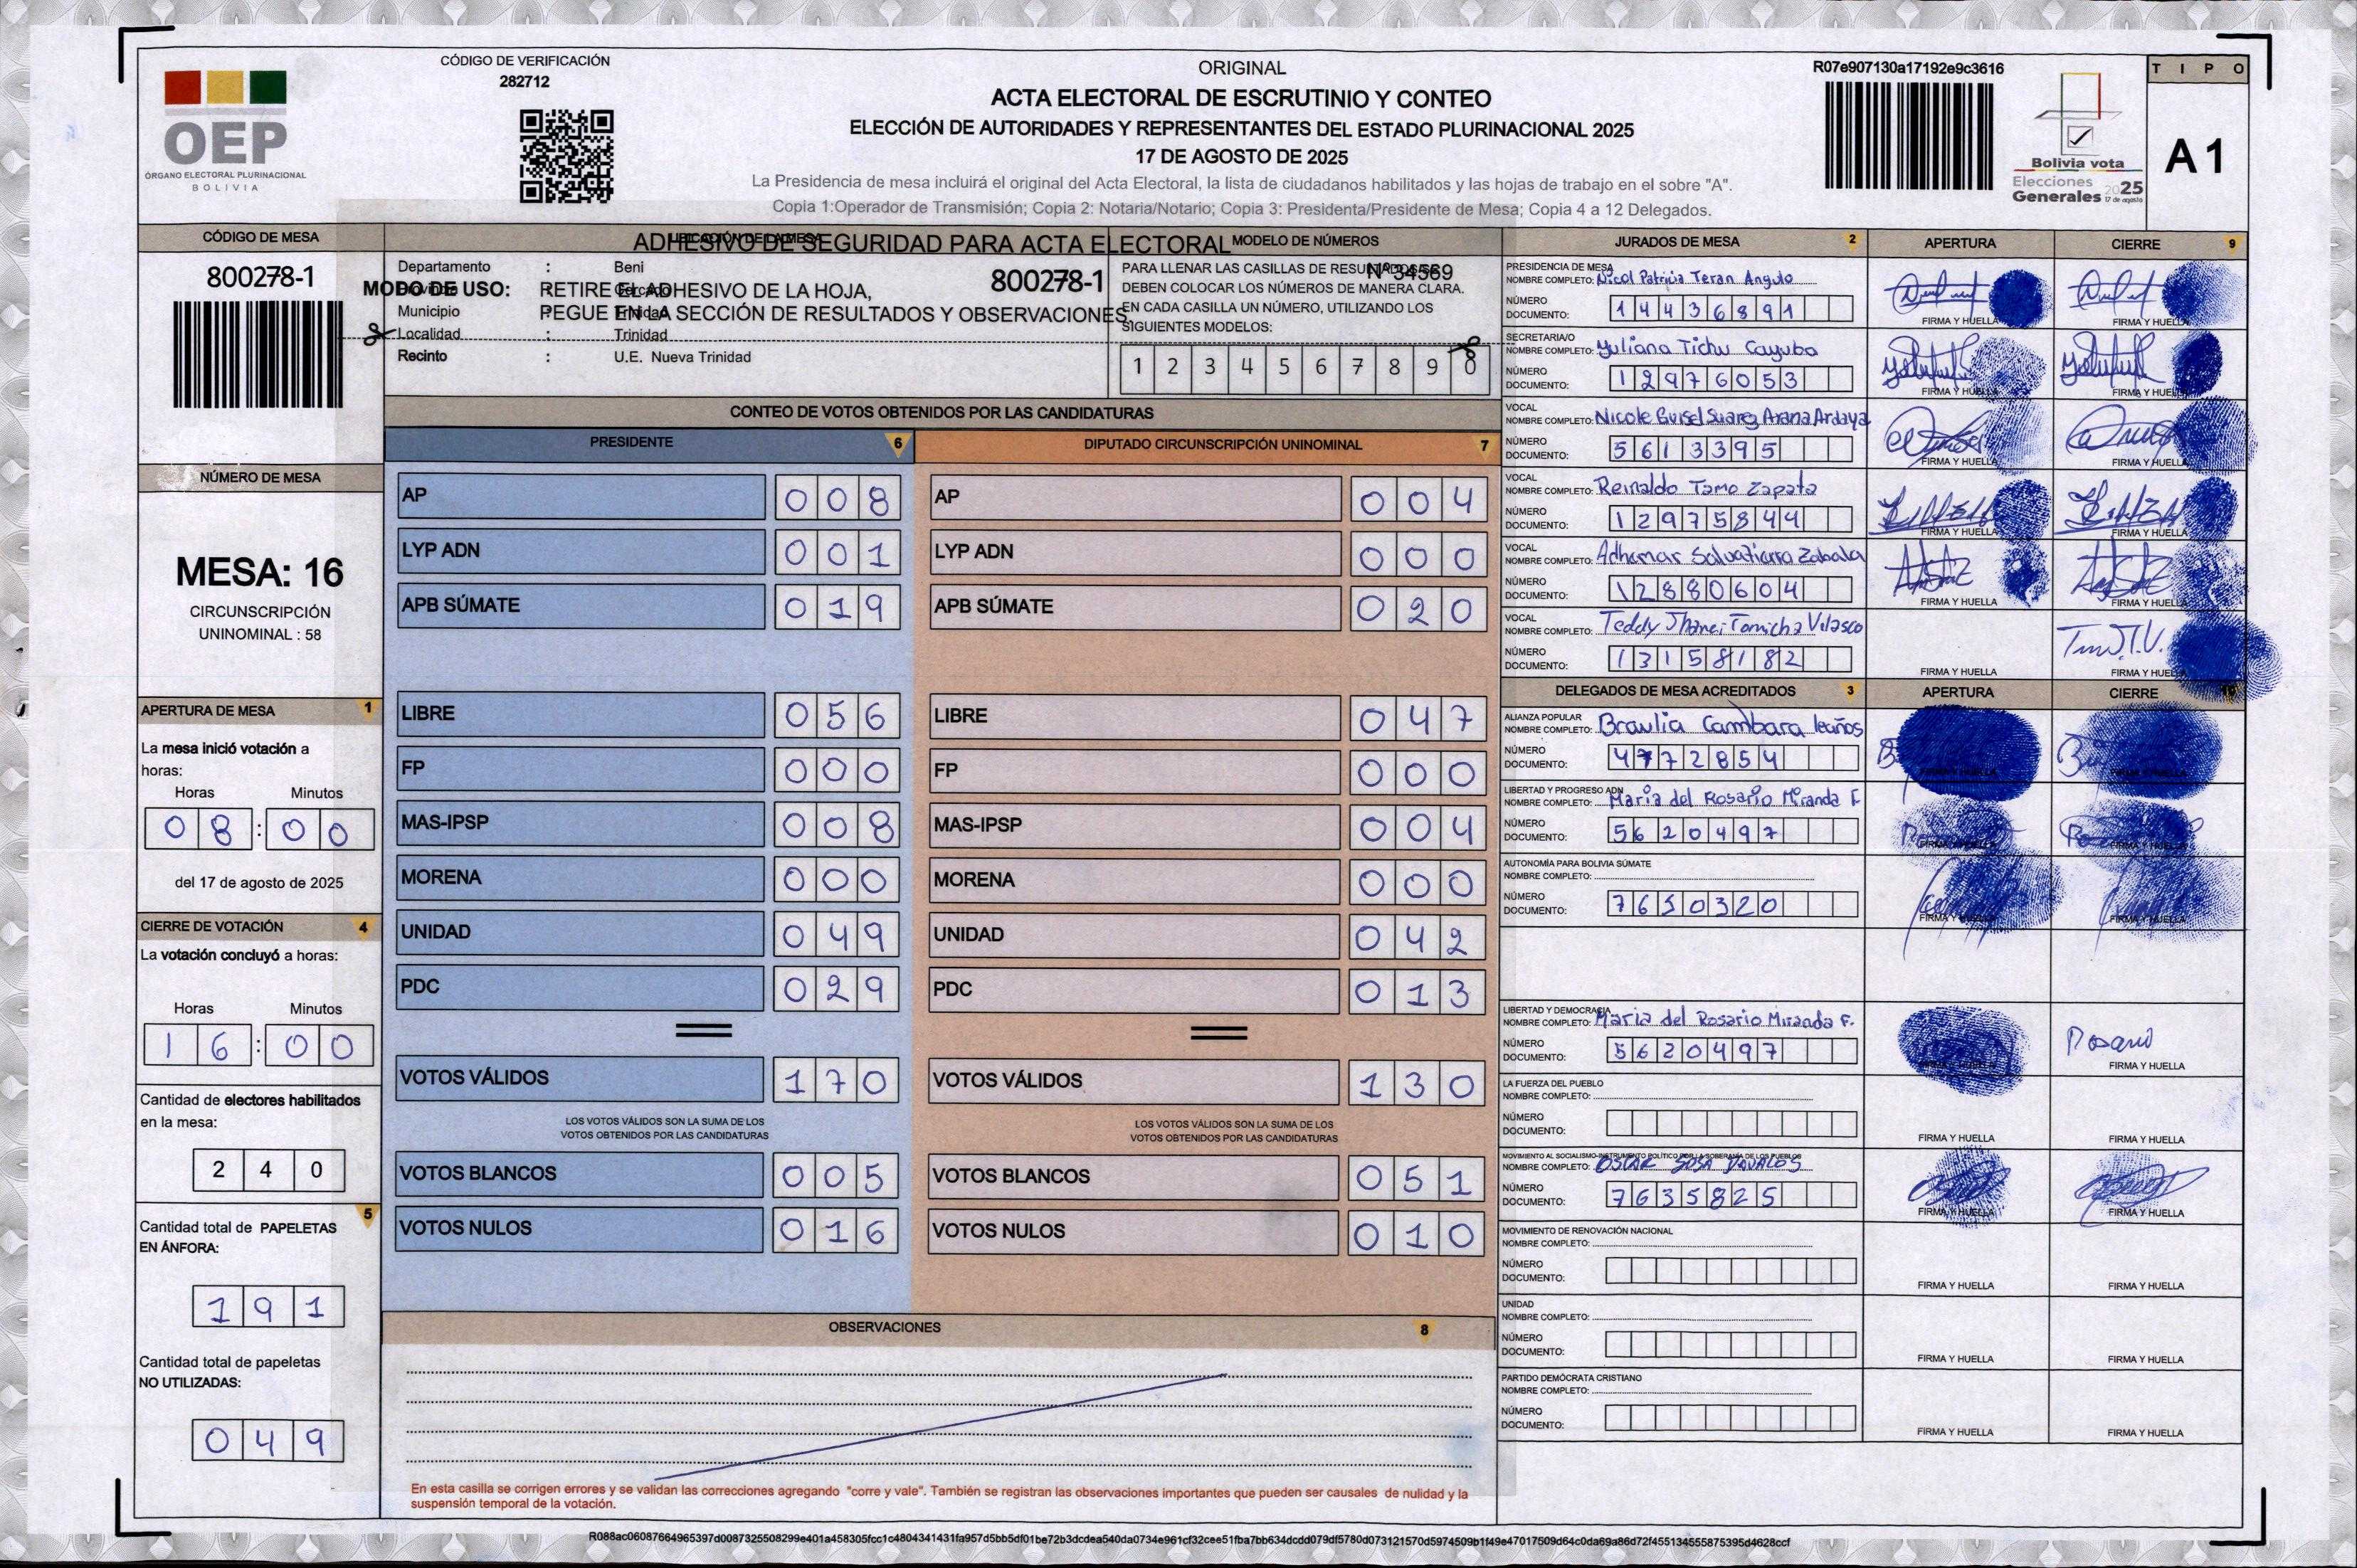 CÓDIGO DE VERIFICACIÓN
282712
OEP
ÓRGANO ELECTORAL PLURINACIONAL
BOLIVIA
ORIGINAL
ACTA ELECTORAL DE ESCRUTINIO Y CONTEO
ELECCIÓN DE AUTORIDADES Y REPRESENTANTES DEL ESTADO PLURINACIONAL 2025
17 DE AGOSTO DE 2025
La Presidencia de mesa incluirá el original del Acta Electoral, la lista de ciudadanos habilitados y las hojas de trabajo en el sobre "A".
Copia 1:Operador de Transmisión; Copia 2: Notaria/Notario; Copia 3: Presidenta/Presidente de Mesa; Copia 4 a 12 Delegados.
R07e907130a17192e9c3616
Bolivia vota
Elecciones
Generales 2025
17 de agosto
TIPO
A1
CÓDIGO DE MESA
800278-1
NÚMERO DE MESA
MESA: 16
CIRCUNSCRIPCIÓN
UNINOMINAL : 58
APERTURA DE MESA 1
La mesa inició votación a
horas:
Horas Minutos
08:00
del 17 de agosto de 2025
CIERRE DE VOTACIÓN 4
La votación concluyó a horas:
Horas Minutos
16:00
Cantidad de electores habilitados
en la mesa:
240
5
Cantidad total de PAPELETAS
EN ÁNFORA:
191
Cantidad total de papeletas
NO UTILIZADAS:
049
UBICACIÓN DE LA MESA
ADHESIVO DE SEGURIDAD PARA ACTA ELECTORAL
Nº 34569
MODO DE USO: RETIRE EL ADHESIVO DE LA HOJA,
PEGUE EN LA SECCIÓN DE RESULTADOS Y OBSERVACIONES
Departamento : Beni
Provincia : Cercado
Municipio : Trinidad
Localidad : Trinidad
Recinto : U.E. Nueva Trinidad
800278-1
MODELO DE NÚMEROS
PARA LLENAR LAS CASILLAS DE RESULTADOS SE
DEBEN COLOCAR LOS NÚMEROS DE MANERA CLARA.
EN CADA CASILLA UN NÚMERO, UTILIZANDO LOS
SIGUIENTES MODELOS:
1 2 3 4 5 6 7 8 9 0
CONTEO DE VOTOS OBTENIDOS POR LAS CANDIDATURAS
PRESIDENTE 6
AP 008
LYP ADN 001
APB SÚMATE 019
LIBRE 056
FP 000
MAS-IPSP 008
MORENA 000
UNIDAD 049
PDC 029
VOTOS VÁLIDOS 170
LOS VOTOS VÁLIDOS SON LA SUMA DE LOS
VOTOS OBTENIDOS POR LAS CANDIDATURAS
VOTOS BLANCOS 005
VOTOS NULOS 016
DIPUTADO CIRCUNSCRIPCIÓN UNINOMINAL 7
AP 004
LYP ADN 000
APB SÚMATE 020
LIBRE 047
FP 000
MAS-IPSP 004
MORENA 000
UNIDAD 042
PDC 013
VOTOS VÁLIDOS 130
LOS VOTOS VÁLIDOS SON LA SUMA DE LOS
VOTOS OBTENIDOS POR LAS CANDIDATURAS
VOTOS BLANCOS 051
VOTOS NULOS 010
OBSERVACIONES 8
En esta casilla se corrigen errores y se validan las correcciones agregando "corre y vale". También se registran las observaciones importantes que pueden ser causales de nulidad y la
suspensión temporal de la votación.
JURADOS DE MESA 2 APERTURA CIERRE 9
PRESIDENCIA DE MESA
NOMBRE COMPLETO: Nicol Patricia Teran Angulo
NÚMERO
DOCUMENTO: 14436891
FIRMA Y HUELLA FIRMA Y HUELLA
SECRETARIA/O
NOMBRE COMPLETO: Yuliana Tichu Cayuba
NÚMERO
DOCUMENTO: 12976053
FIRMA Y HUELLA FIRMA Y HUELLA
VOCAL
NOMBRE COMPLETO: Nicole Guisel Suarez Arana Ardaya
NÚMERO
DOCUMENTO: 5613395
FIRMA Y HUELLA FIRMA Y HUELLA
VOCAL
NOMBRE COMPLETO: Reinaldo Tamo Zapata
NÚMERO
DOCUMENTO: 12975844
FIRMA Y HUELLA FIRMA Y HUELLA
VOCAL
NOMBRE COMPLETO: Adhemar Salvatierra Zabala
NÚMERO
DOCUMENTO: 12880604
FIRMA Y HUELLA FIRMA Y HUELLA
VOCAL
NOMBRE COMPLETO: Teddy Jhanei Tomicha Velasco
NÚMERO
DOCUMENTO: 13158182
T.I.V.
FIRMA Y HUELLA FIRMA Y HUELLA
DELEGADOS DE MESA ACREDITADOS 3 APERTURA CIERRE 10
ALIANZA POPULAR
NOMBRE COMPLETO: Braulia Cambara leaños
NÚMERO
DOCUMENTO: 4772854
FIRMA Y HUELLA FIRMA Y HUELLA
LIBERTAD Y PROGRESO ADN
NOMBRE COMPLETO: Maria del Rosario Miranda F.
NÚMERO
DOCUMENTO: 5620497
FIRMA Y HUELLA FIRMA Y HUELLA
AUTONOMÍA PARA BOLIVIA SÚMATE
NOMBRE COMPLETO:
NÚMERO
DOCUMENTO: 7650320
FIRMA Y HUELLA FIRMA Y HUELLA
LIBERTAD Y DEMOCRACIA
NOMBRE COMPLETO: Maria del Rosario Miranda F.
NÚMERO
DOCUMENTO: 5620497
Rosario
FIRMA Y HUELLA FIRMA Y HUELLA
LA FUERZA DEL PUEBLO
NOMBRE COMPLETO:
NÚMERO
DOCUMENTO:
FIRMA Y HUELLA FIRMA Y HUELLA
MOVIMIENTO AL SOCIALISMO-INSTRUMENTO POLÍTICO POR LA SOBERANÍA DE LOS PUEBLOS
NOMBRE COMPLETO: OSCAR SOSA DAVALOS
NÚMERO
DOCUMENTO: 7635825
FIRMA Y HUELLA FIRMA Y HUELLA
MOVIMIENTO DE RENOVACIÓN NACIONAL
NOMBRE COMPLETO:
NÚMERO
DOCUMENTO:
FIRMA Y HUELLA FIRMA Y HUELLA
UNIDAD
NOMBRE COMPLETO:
NÚMERO
DOCUMENTO:
FIRMA Y HUELLA FIRMA Y HUELLA
PARTIDO DEMÓCRATA CRISTIANO
NOMBRE COMPLETO:
NÚMERO
DOCUMENTO:
FIRMA Y HUELLA FIRMA Y HUELLA